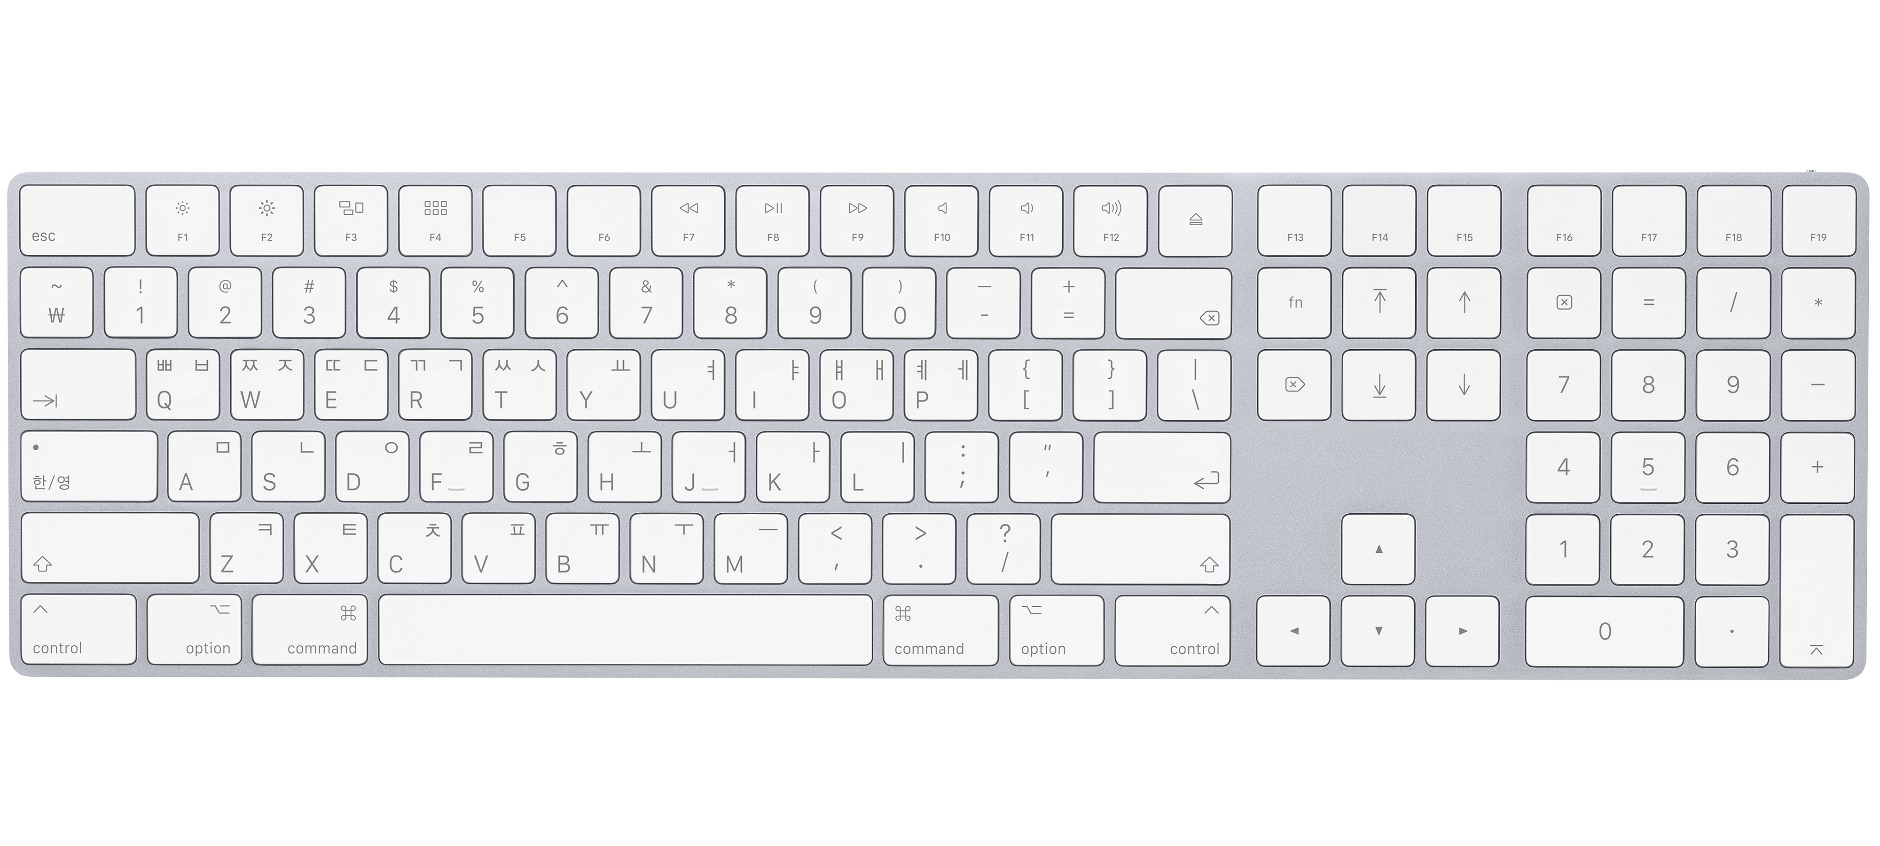 esc F1 F2 F3 F4 F5 F6 F7 F8 F9 F10 F11 F12 F13 F14 F15 F16 F17 F18 F19
~ ! @ # $ % ^ & * ( ) — +
₩ 1 2 3 4 5 6 7 8 9 0 - = fn = / *
ㅃ ㅂ ㅉ ㅈ ㄸ ㄷ ㄲ ㄱ ㅆ ㅅ ㅛ ㅕ ㅑ ㅒ ㅐ ㅖ ㅔ { } |
Q W E R T Y U I O P [ ] \ 7 8 9 −
ㅁ ㄴ ㅇ ㄹ ㅎ ㅗ ㅓ ㅏ ㅣ : "
한/영 A S D F G H J K L ; ' 4 5 6 +
ㅋ ㅌ ㅊ ㅍ ㅠ ㅜ ㅡ < > ?
Z X C V B N M , . / 1 2 3
control option command command option control 0 .